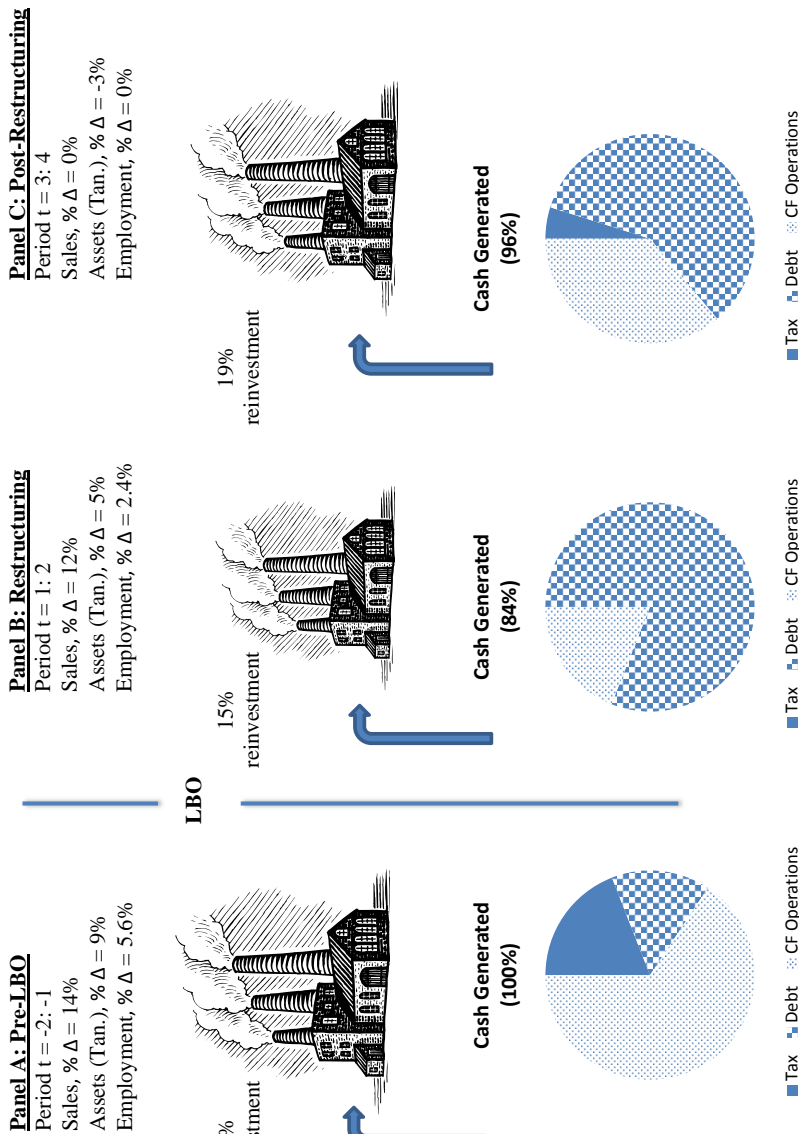 Panel A: Pre-LBO
Period t = -2: -1
Sales, % Δ = 14%
Assets (Tan.), % Δ = 9%
Employment, % Δ = 5.6%
%
stment
Cash Generated
(100%)
Tax Debt CF Operations
LBO
Panel B: Restructuring
Period t = 1: 2
Sales, % Δ = 12%
Assets (Tan.), % Δ = 5%
Employment, % Δ = 2.4%
15%
reinvestment
Cash Generated
(84%)
Tax Debt CF Operations
Panel C: Post-Restructuring
Period t = 3: 4
Sales, % Δ = 0%
Assets (Tan.), % Δ = -3%
Employment, % Δ = 0%
19%
reinvestment
Cash Generated
(96%)
Tax Debt CF Operations